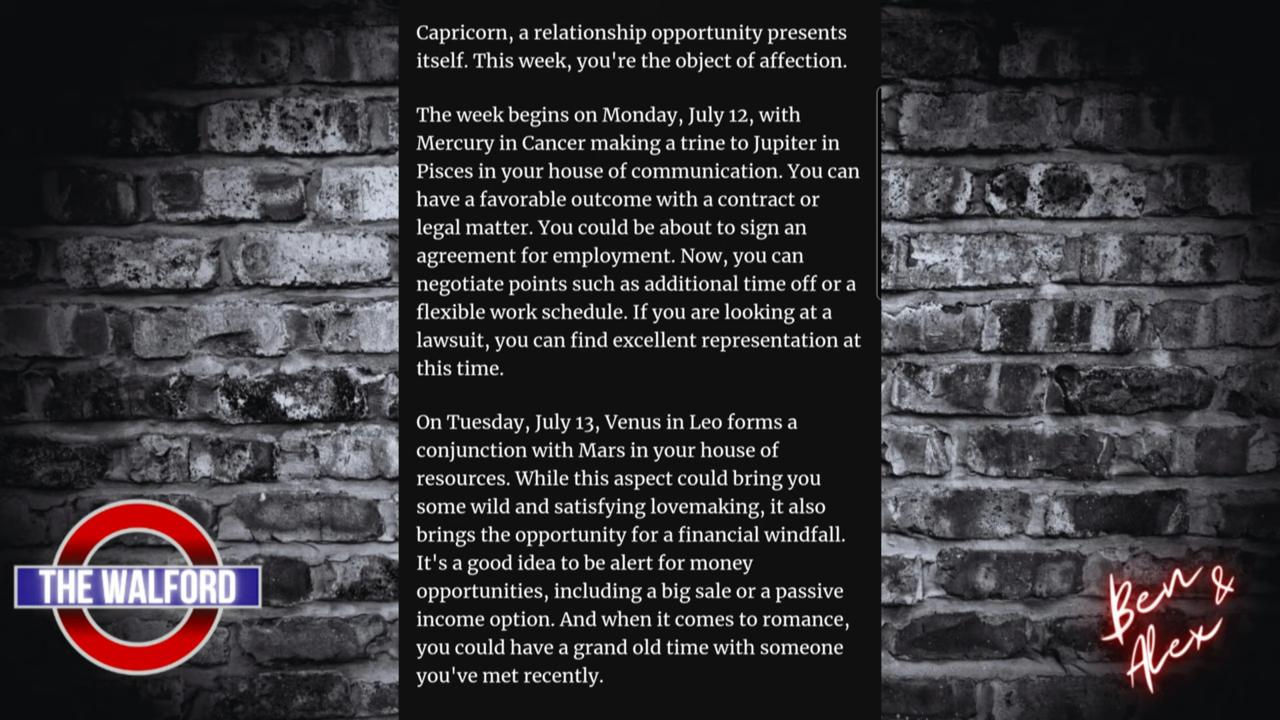 Capricorn, a relationship opportunity presents
itself. This week, you're the object of affection.
The week begins on Monday, July 12, with
Mercury in Cancer making a trine to Jupiter in
Pisces in your house of communication. You can
have a favorable outcome with a contract or
legal matter. You could be about to sign an
agreement for employment. Now, you can
negotiate points such as additional time off or a
flexible work schedule. If you are looking at a
lawsuit, you can find excellent representation at
this time.
On Tuesday, July 13, Venus in Leo forms a
conjunction with Mars in your house of
resources. While this aspect could bring you
some wild and satisfying lovemaking, it also
brings the opportunity for a financial windfall.
It's a good idea to be alert for money
opportunities, including a big sale or a passive
income option. And when it comes to romance,
you could have a grand old time with someone
you've met recently.
THE WALFORD
Ben &
Alex